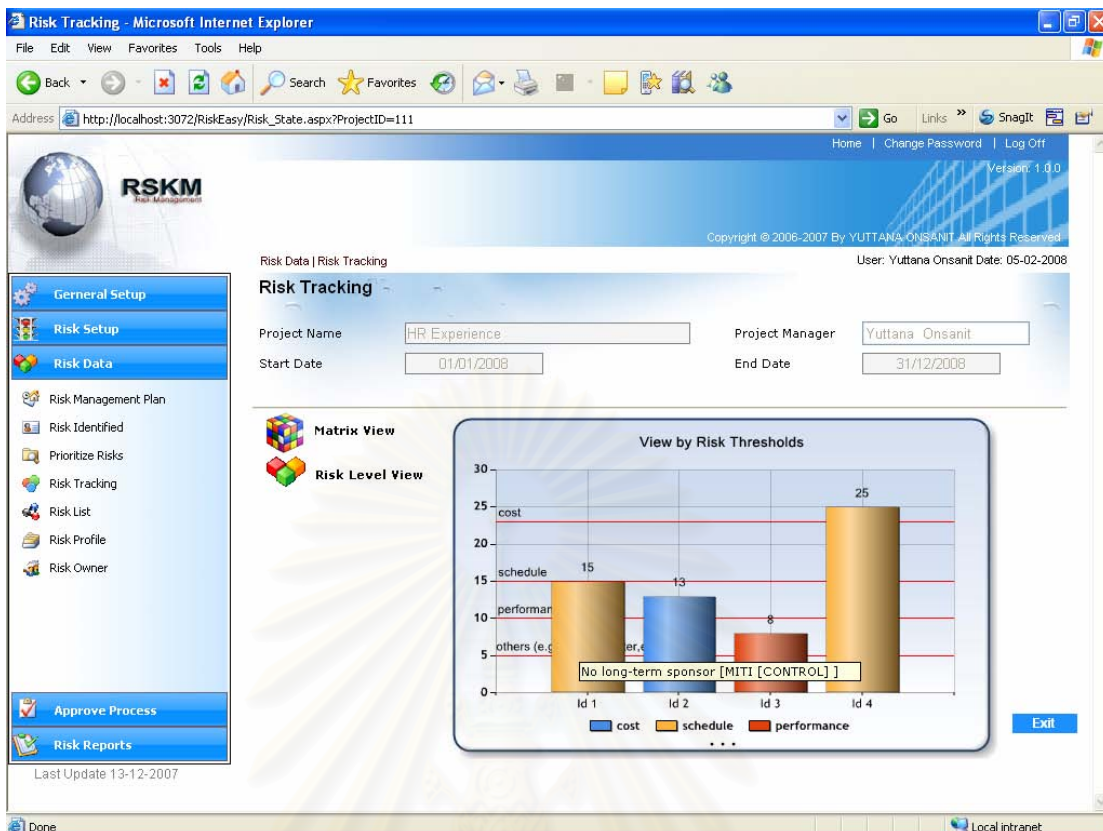 Risk Tracking - Microsoft Internet Explorer
File Edit View Favorites Tools Help
Back Search Favorites
Address http://localhost:3072/RiskEasy/Risk_State.aspx?ProjectID=111 Go Links » SnagIt
Home | Change Password | Log Off
Version: 1.0.0
RSKM
Risk Management
Copyright © 2006-2007 By YUTTANA ONSANIT All Rights Reserved
Risk Data | Risk Tracking User: Yuttana Onsanit Date: 05-02-2008
Gerneral Setup
Risk Setup
Risk Data
Risk Management Plan
Risk Identified
Prioritize Risks
Risk Tracking
Risk List
Risk Profile
Risk Owner
Approve Process
Risk Reports
Last Update 13-12-2007
Risk Tracking
Project Name HR Experience Project Manager Yuttana Onsanit
Start Date 01/01/2008 End Date 31/12/2008
Matrix View
Risk Level View
View by Risk Thresholds
30
25
20
15
10
5
0
cost
schedule
performan
others (e.g
ter,e
15
13
8
25
No long-term sponsor [MITI [CONTROL] ]
Id 1 Id 2 Id 3 Id 4
cost schedule performance
...
Exit
Done Local intranet